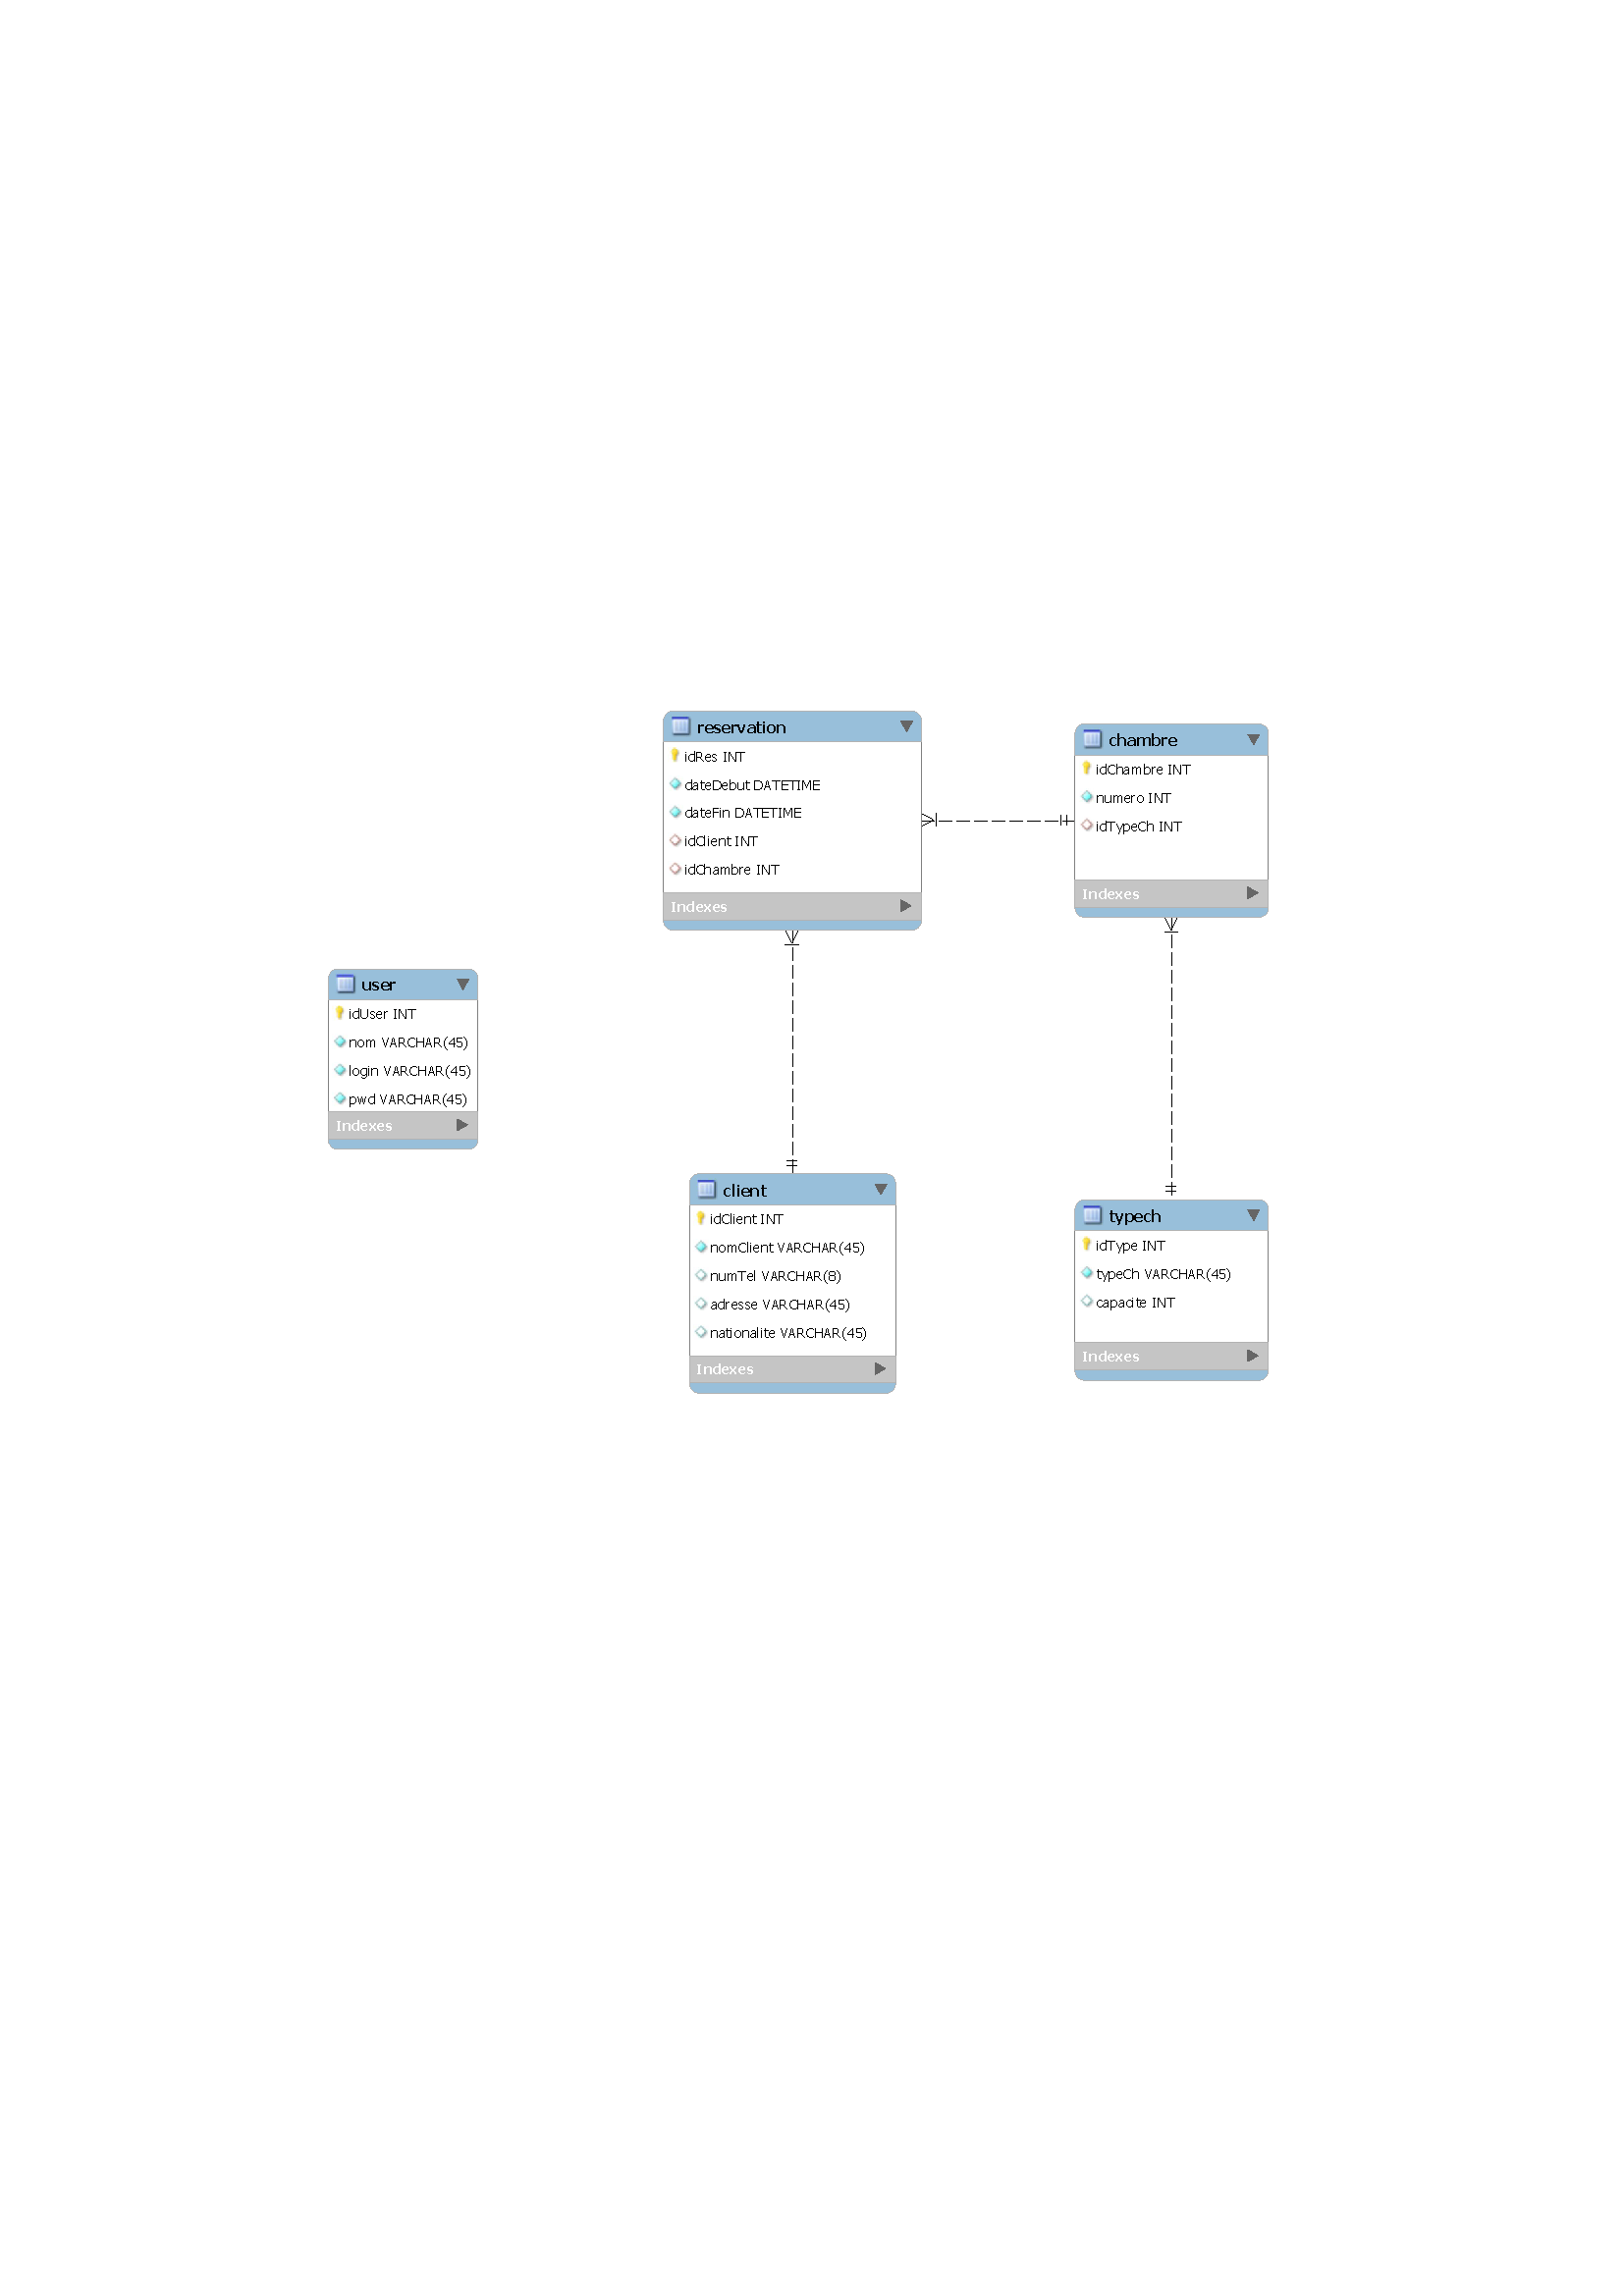 reservation
idRes INT
dateDebut DATETIME
dateFin DATETIME
idClient INT
idChambre INT
Indexes
chambre
idChambre INT
numero INT
idTypeCh INT
Indexes
user
idUser INT
nom VARCHAR(45)
login VARCHAR(45)
pwd VARCHAR(45)
Indexes
client
idClient INT
nomClient VARCHAR(45)
numTel VARCHAR(8)
adresse VARCHAR(45)
nationalite VARCHAR(45)
Indexes
typech
idType INT
typeCh VARCHAR(45)
capacite INT
Indexes